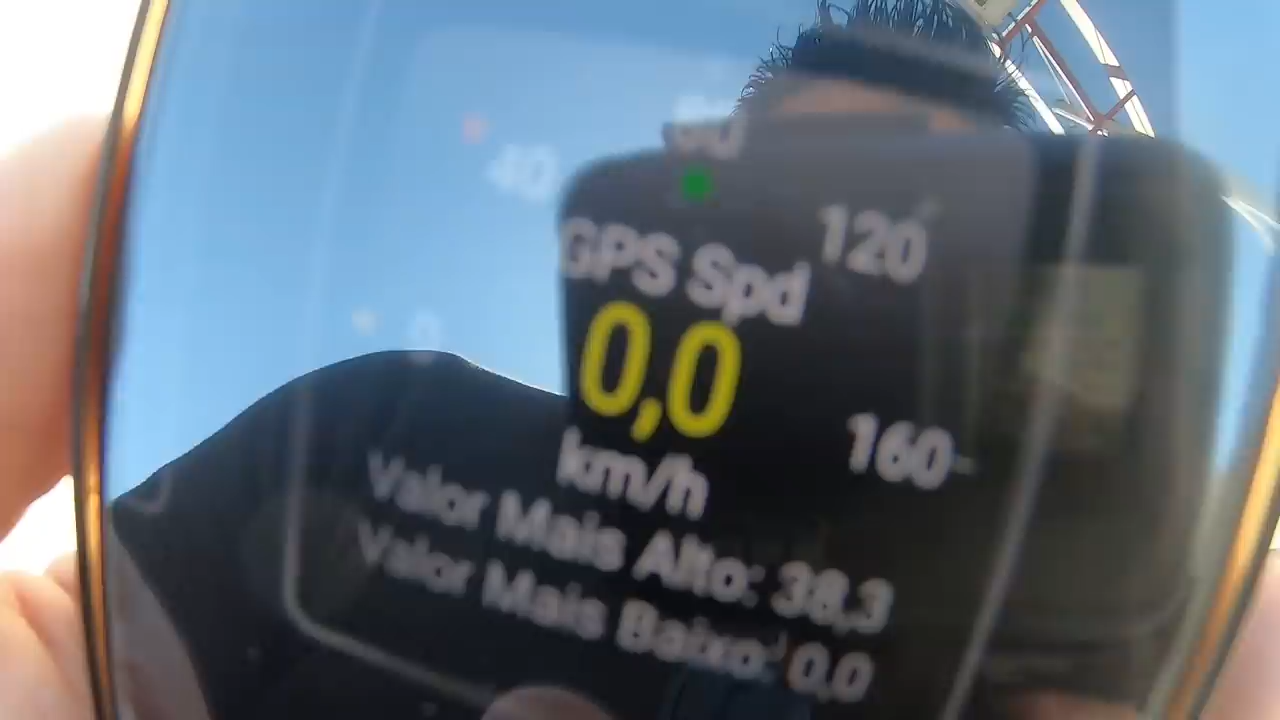 80
40
120
GPS Spd
0
0,0
160
km/h
Valor Mais Alto: 38,3
Valor Mais Baixo: 0,0